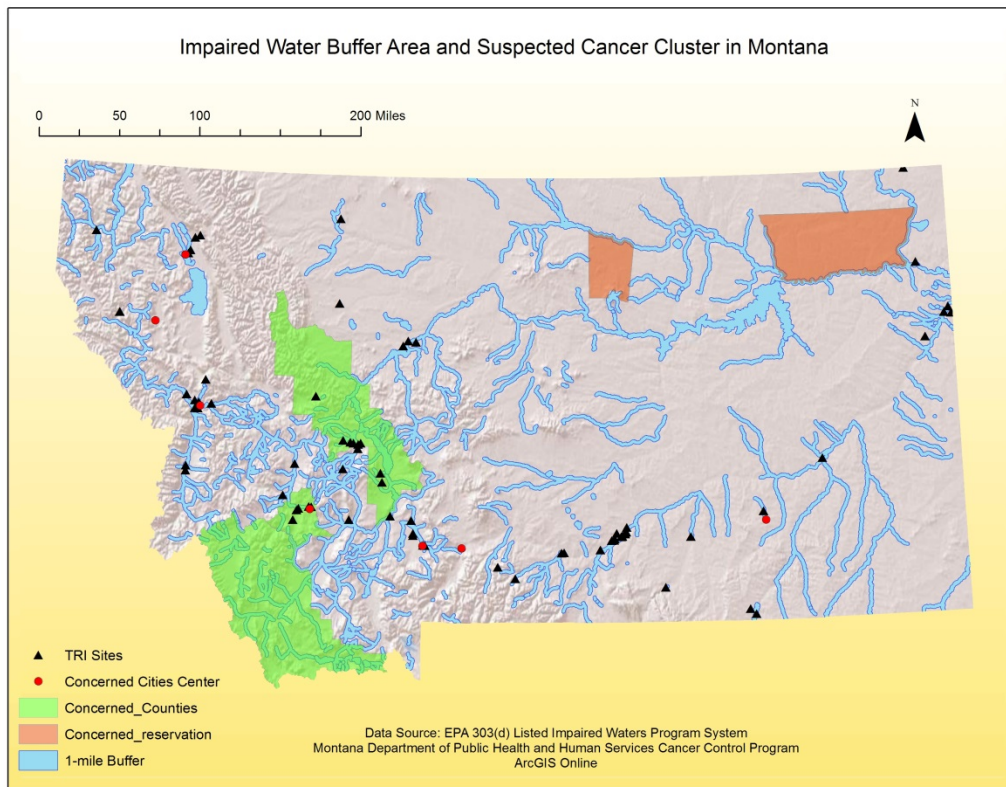 Impaired Water Buffer Area and Suspected Cancer Cluster in Montana
0 50 100 200 Miles
N
TRI Sites
Concerned Cities Center
Concerned_Counties
Concerned_reservation
1-mile Buffer
Data Source: EPA 303(d) Listed Impaired Waters Program System
Montana Department of Public Health and Human Services Cancer Control Program
ArcGIS Online